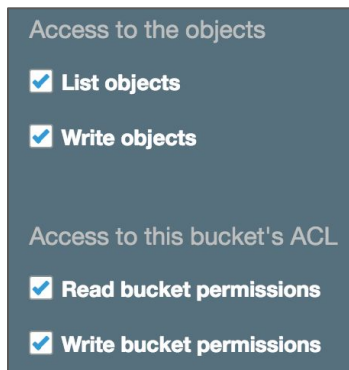 Access to the objects
List objects
Write objects
Access to this bucket's ACL
Read bucket permissions
Write bucket permissions